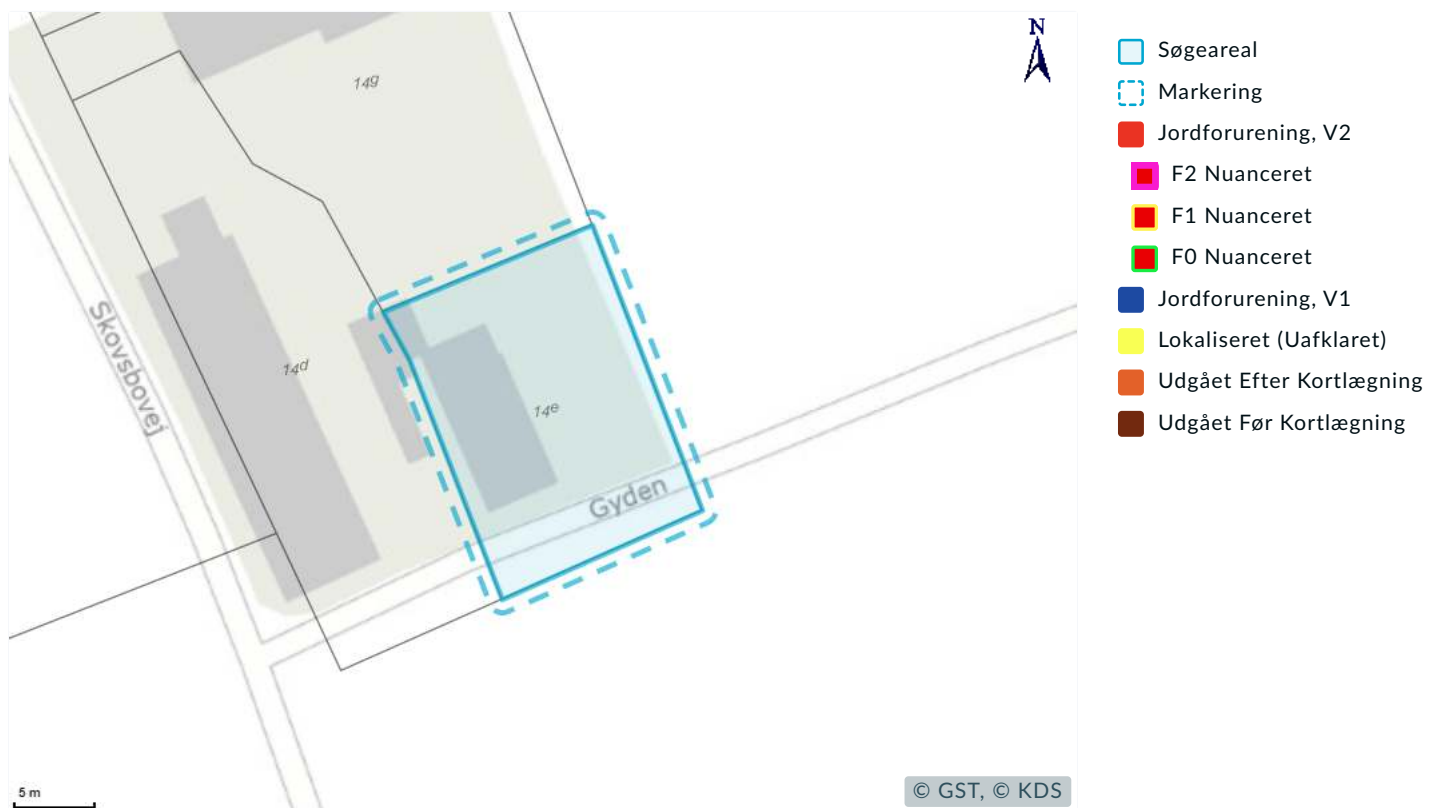 14g
N
Skovsbovej
14d
14e
Gyden
5 m
© GST, © KDS
Søgeareal
Markering
Jordforurening, V2
F2 Nuanceret
F1 Nuanceret
F0 Nuanceret
Jordforurening, V1
Lokaliseret (Uafklaret)
Udgået Efter Kortlægning
Udgået Før Kortlægning